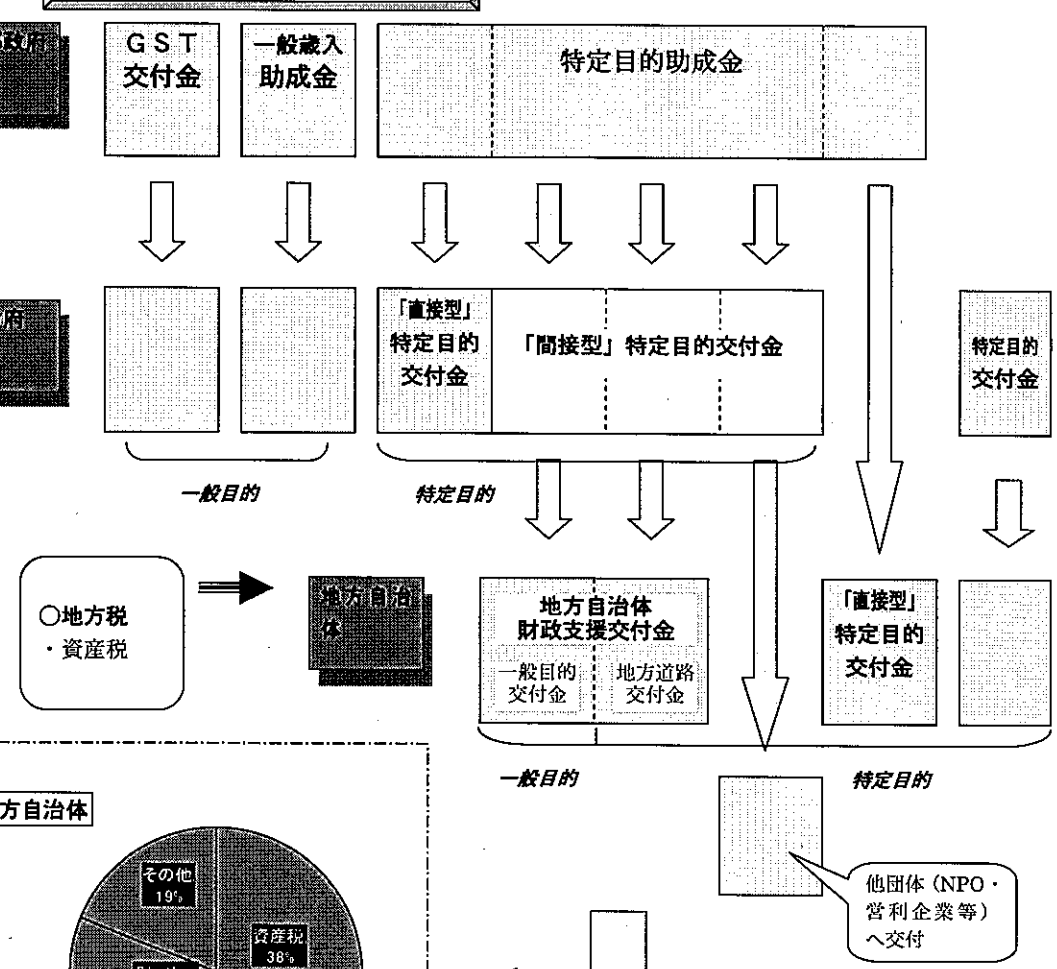 政府
ＧＳＴ
交付金
一般歳入
助成金
特定目的助成金
府
「直接型」
特定目的
交付金
「間接型」特定目的交付金
特定目的
交付金
一般目的
特定目的
○地方税
・資産税
地方自治
体
地方自治体
財政支援交付金
一般目的
交付金
地方道路
交付金
「直接型」
特定目的
交付金
一般目的
特定目的
方自治体
その他
19%
資産税
38%
他団体（NPO・
営利企業等）
へ交付